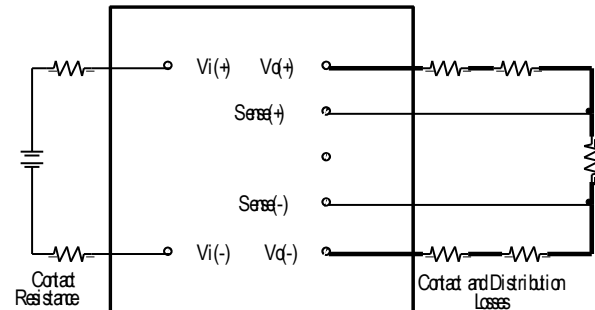 Vi(+) Vo(+)
Sense(+)
Sense(-)
Vi(-) Vo(-)
Contact
Resistance
Contact and Distribution
Losses